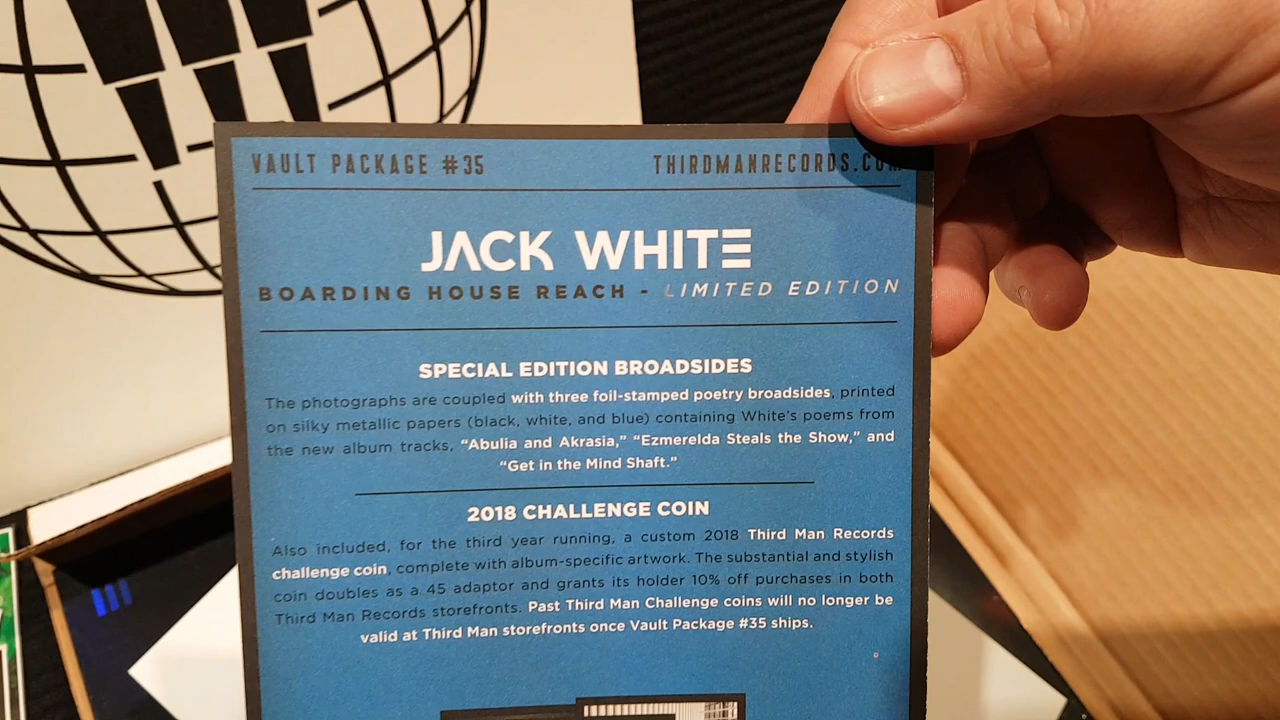 VAULT PACKAGE #35 THIRDMANRECORDS.COM
JACK WHITE
BOARDING HOUSE REACH - LIMITED EDITION
SPECIAL EDITION BROADSIDES
The photographs are coupled with three foil-stamped poetry broadsides, printed
on silky metallic papers (black, white, and blue) containing White's poems from
the new album tracks, “Abulia and Akrasia,” “Ezmerelda Steals the Show,” and
“Get in the Mind Shaft.”
2018 CHALLENGE COIN
Also included, for the third year running, a custom 2018 Third Man Records
challenge coin, complete with album-specific artwork. The substantial and stylish
coin doubles as a 45 adaptor and grants its holder 10% off purchases in both
Third Man Records storefronts. Past Third Man Challenge coins will no longer be
valid at Third Man storefronts once Vault Package #35 ships.